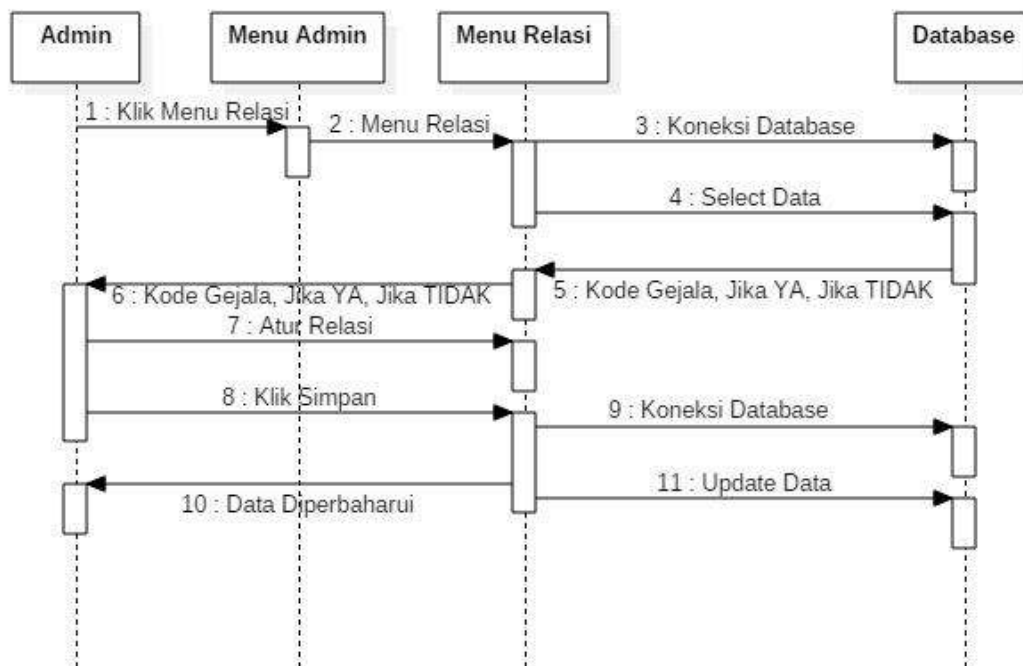 Admin
Menu Admin
Menu Relasi
Database
1 : Klik Menu Relasi
2 : Menu Relasi
3 : Koneksi Database
4 : Select Data
5 : Kode Gejala, Jika YA, Jika TIDAK
6 : Kode Gejala, Jika YA, Jika TIDAK
7 : Atur Relasi
8 : Klik Simpan
9 : Koneksi Database
10 : Data Diperbaharui
11 : Update Data